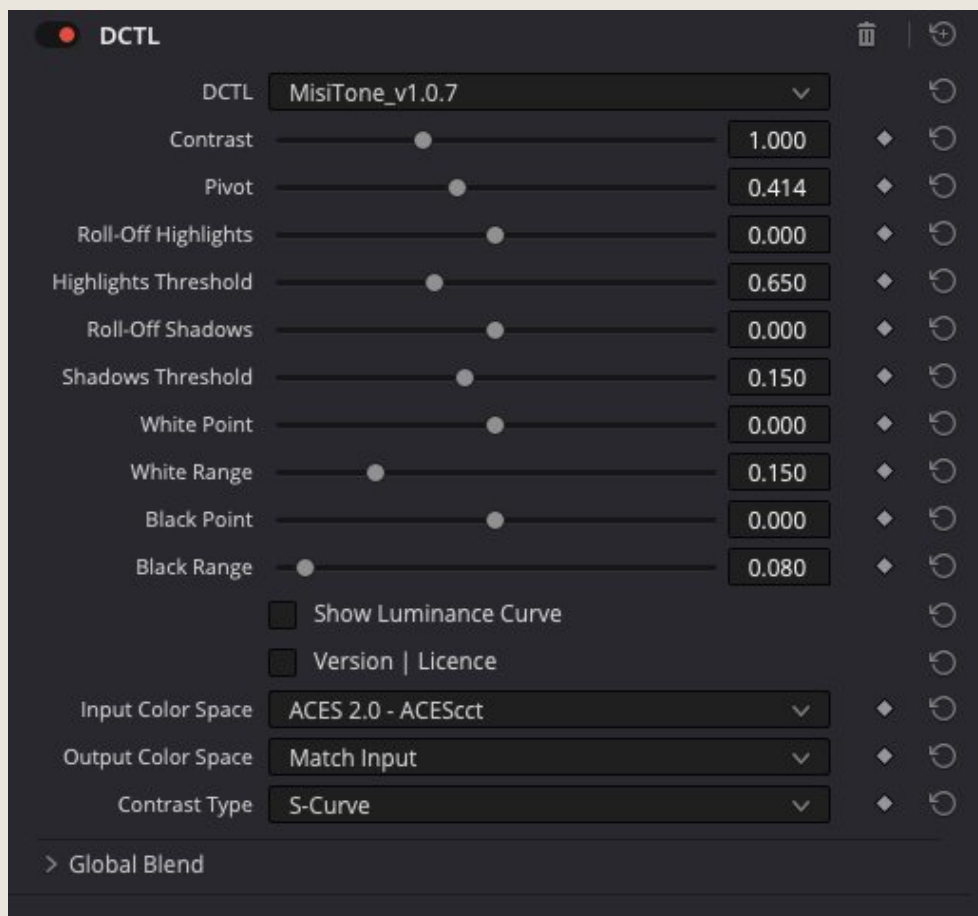 DCTL
DCTL MisiTone_v1.0.7
Contrast 1.000
Pivot 0.414
Roll-Off Highlights 0.000
Highlights Threshold 0.650
Roll-Off Shadows 0.000
Shadows Threshold 0.150
White Point 0.000
White Range 0.150
Black Point 0.000
Black Range 0.080
Show Luminance Curve
Version | Licence
Input Color Space ACES 2.0 - ACEScct
Output Color Space Match Input
Contrast Type S-Curve
> Global Blend